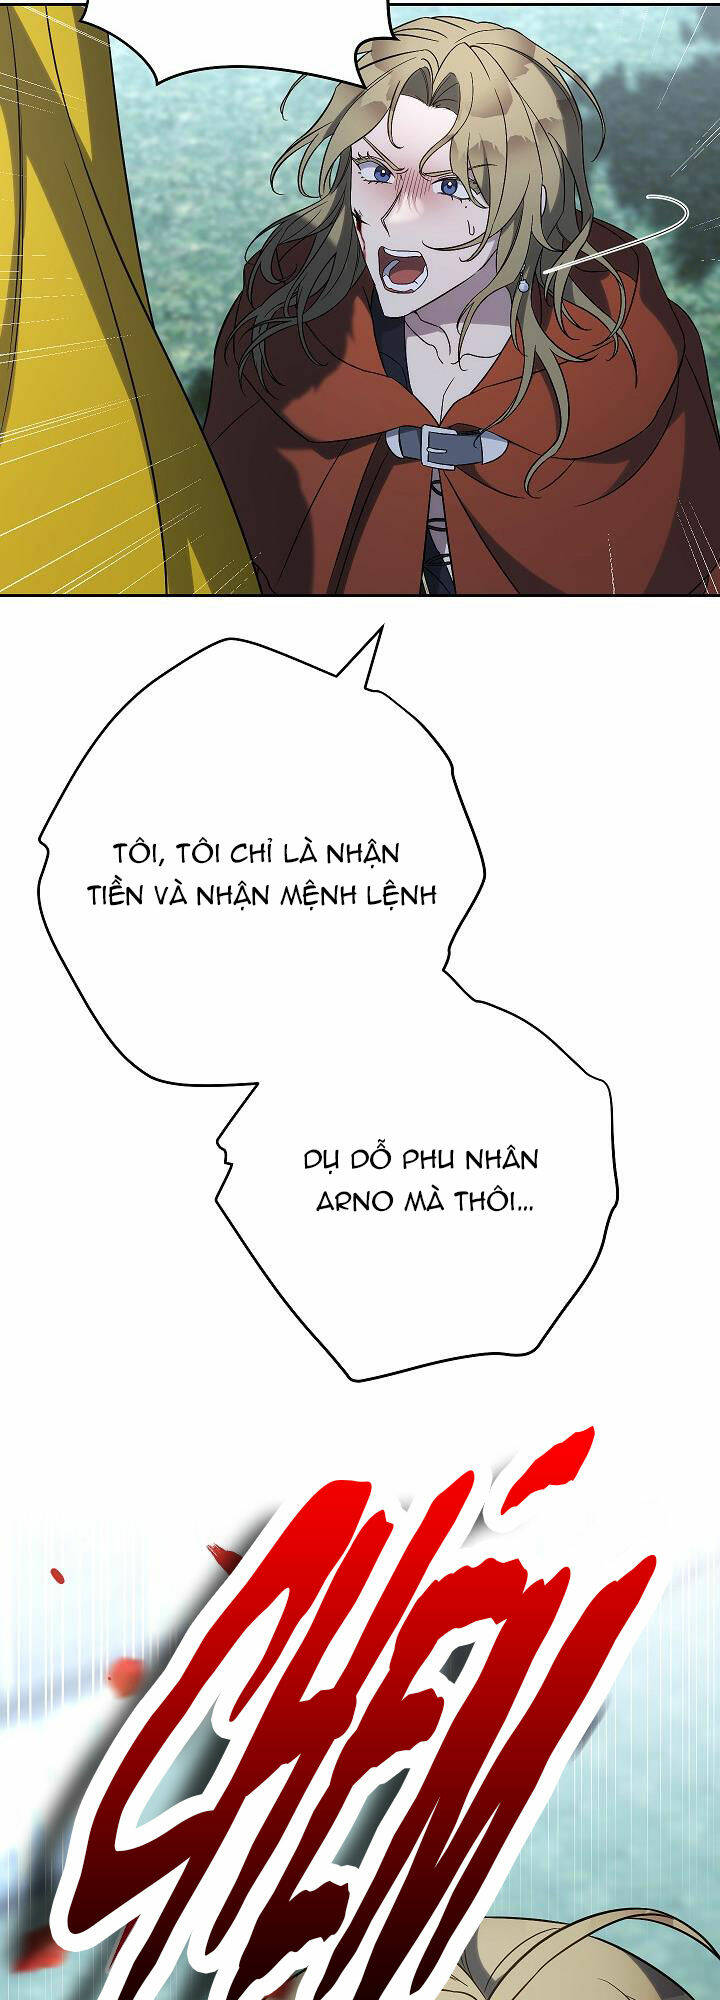 TÔI, TÔI CHỈ LÀ NHẬN
TIỀN VÀ NHẬN MỆNH LỆNH
DỤ DỖ PHU NHÂN
ARNO MÀ THÔI...
CHÉM